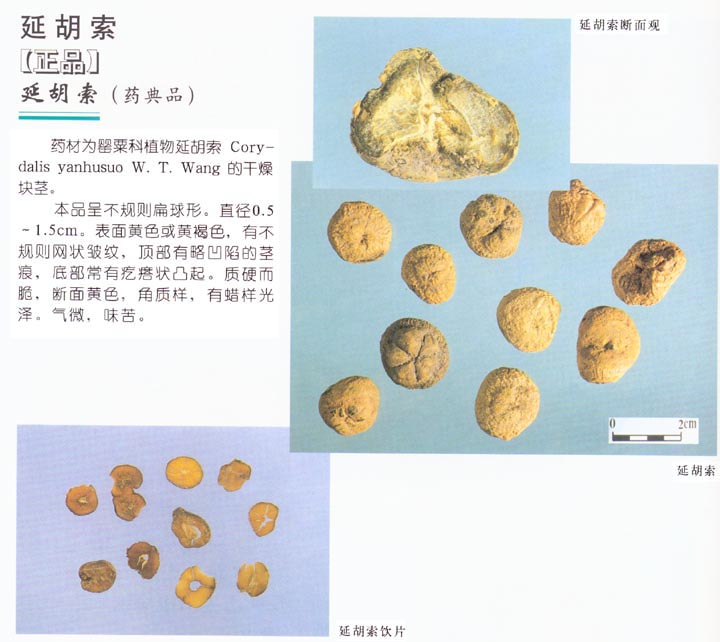 延胡索
【正品】
延胡索（药典品）
药材为罂粟科植物延胡索 Cory-
dalis yanhusuo W. T. Wang 的干燥
块茎。
本品呈不规则扁球形。直径0.5
~1.5cm。表面黄色或黄褐色，有不
规则网状皱纹，顶部有略凹陷的茎
痕，底部常有疙瘩状凸起。质硬而
脆，断面黄色，角质样，有蜡样光
泽。气微，味苦。
延胡索断面观
0 2cm
延胡索
延胡索饮片